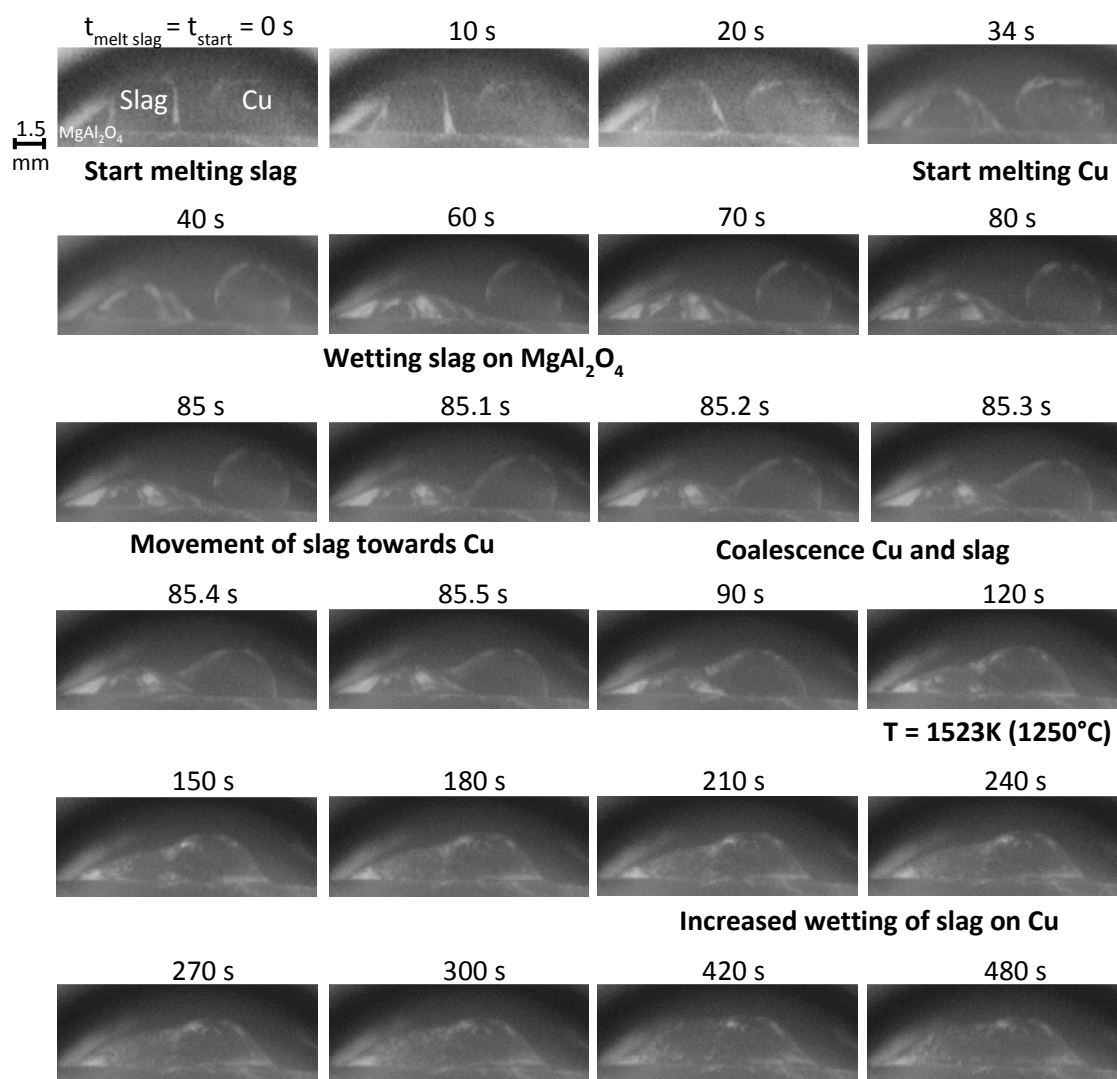 t_melt slag = t_start = 0 s 10 s 20 s 34 s
Slag Cu
1.5 MgAl₂O₄
mm
Start melting slag Start melting Cu
40 s 60 s 70 s 80 s
Wetting slag on MgAl₂O₄
85 s 85.1 s 85.2 s 85.3 s
Movement of slag towards Cu Coalescence Cu and slag
85.4 s 85.5 s 90 s 120 s
T = 1523K (1250°C)
150 s 180 s 210 s 240 s
Increased wetting of slag on Cu
270 s 300 s 420 s 480 s